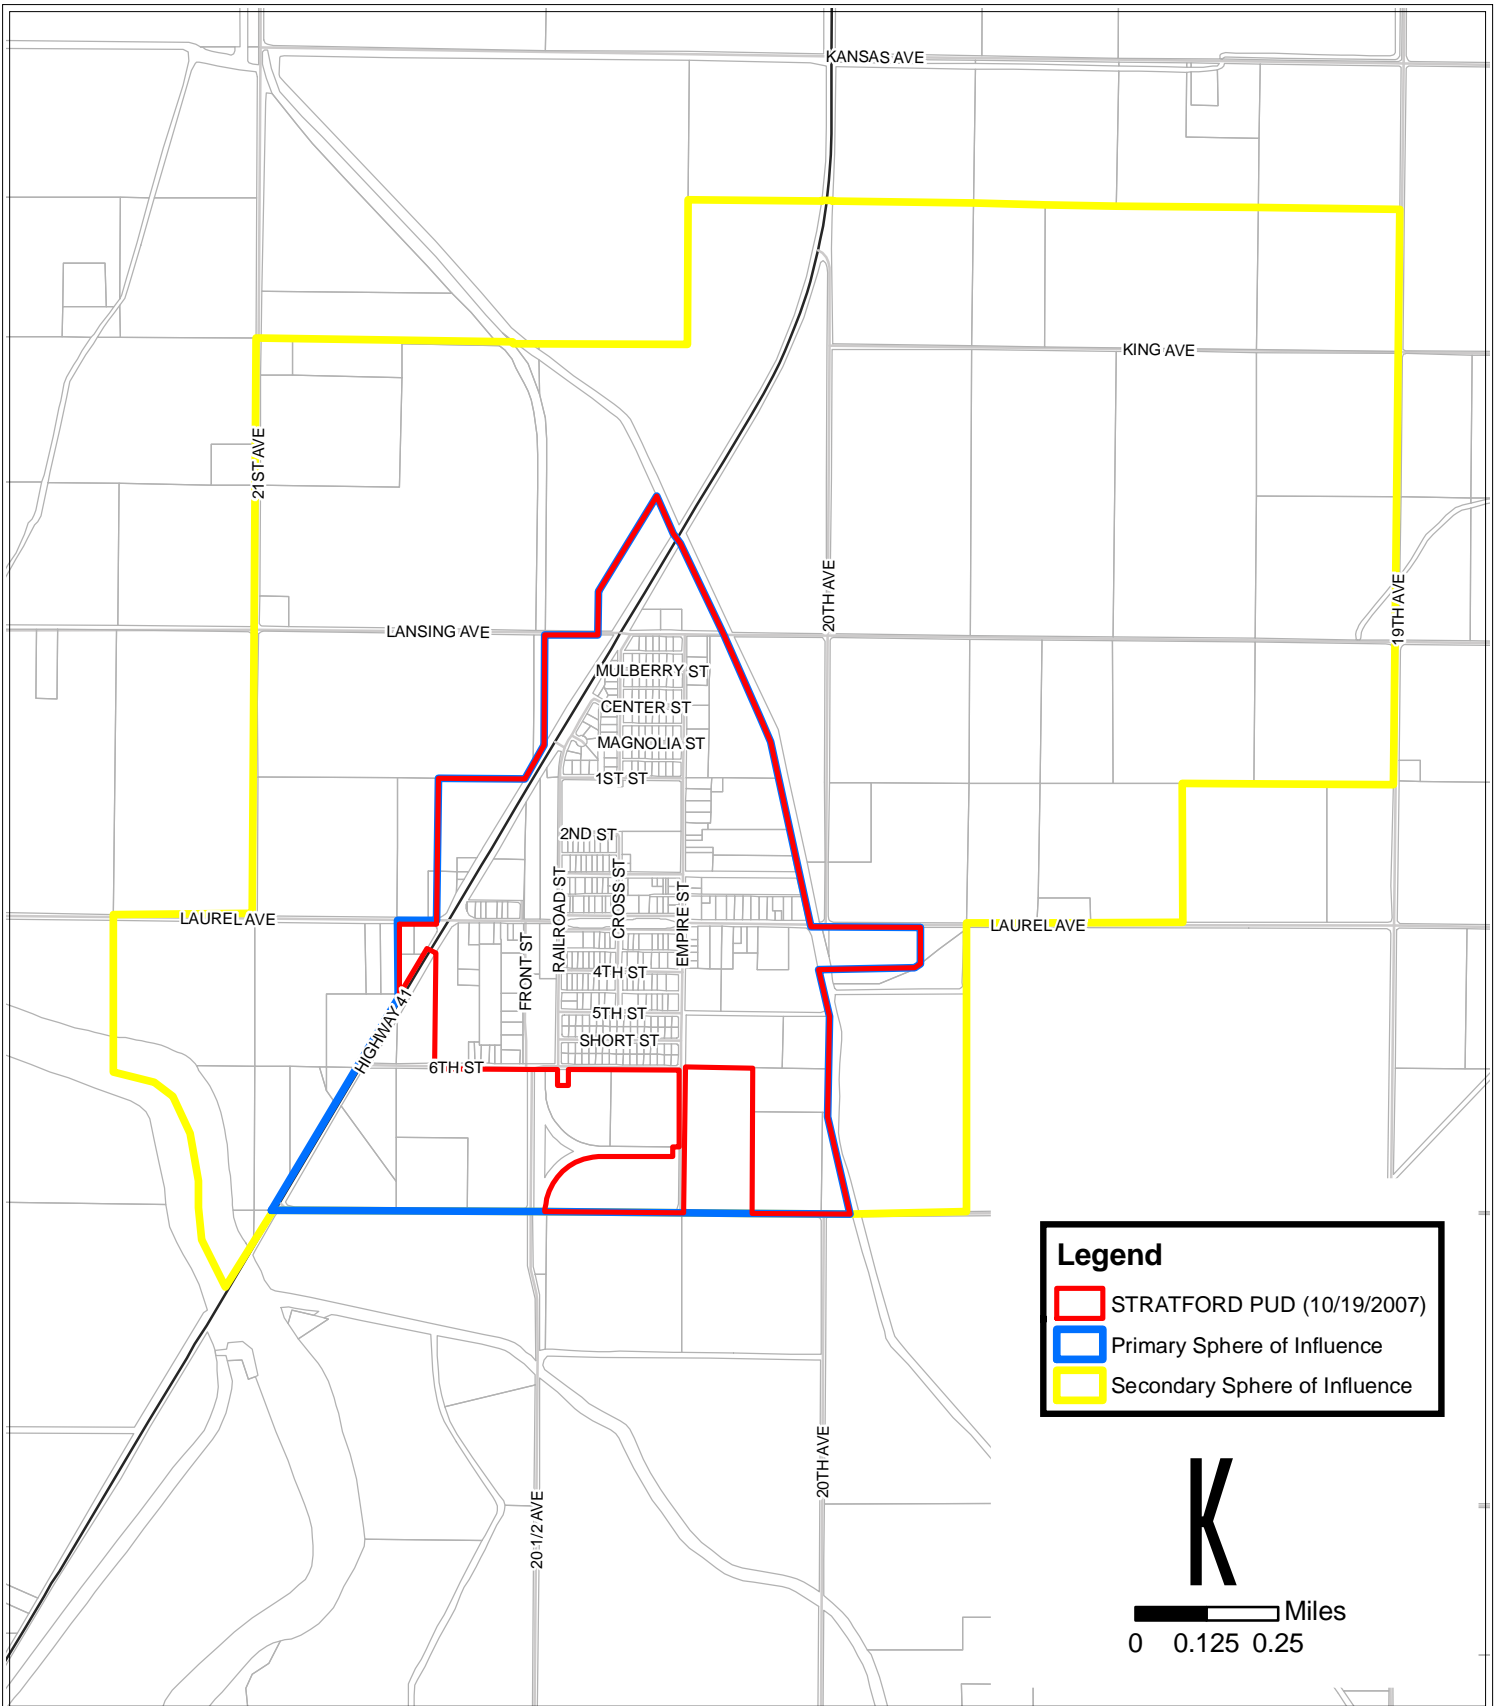 KANSAS AVE
KING AVE
21ST AVE
20TH AVE
19TH AVE
LANSING AVE
MULBERRY ST
CENTER ST
MAGNOLIA ST
1ST ST
2ND ST
RAILROAD ST
CROSS ST
EMPIRE ST
FRONT ST
LAUREL AVE
LAUREL AVE
4TH ST
5TH ST
SHORT ST
HIGHWAY 41
6TH ST
Legend
STRATFORD PUD (10/19/2007)
Primary Sphere of Influence
Secondary Sphere of Influence
20TH AVE
20 1/2 AVE
K
Miles
0 0.125 0.25